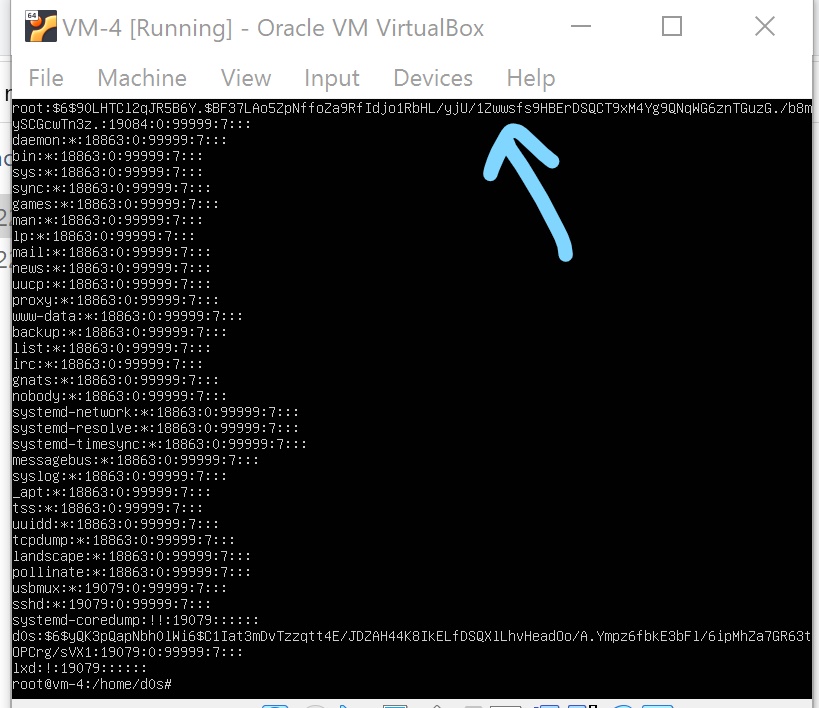 VM-4 [Running] - Oracle VM VirtualBox
File Machine View Input Devices Help
root:$6$9OLHTCl2qJR5B6Y.$BF37LAo5ZpNffoZa9RfIdjo1RbHL/yjU/1Zwwsfs9HBErDSQCT9xM4Yg9QNqWG6znTGuzG./b8m
ySCGcwTn3z.:19084:0:99999:7:::
daemon:*:18863:0:99999:7:::
bin:*:18863:0:99999:7:::
sys:*:18863:0:99999:7:::
sync:*:18863:0:99999:7:::
games:*:18863:0:99999:7:::
man:*:18863:0:99999:7:::
lp:*:18863:0:99999:7:::
mail:*:18863:0:99999:7:::
news:*:18863:0:99999:7:::
uucp:*:18863:0:99999:7:::
proxy:*:18863:0:99999:7:::
www-data:*:18863:0:99999:7:::
backup:*:18863:0:99999:7:::
list:*:18863:0:99999:7:::
irc:*:18863:0:99999:7:::
gnats:*:18863:0:99999:7:::
nobody:*:18863:0:99999:7:::
systemd-network:*:18863:0:99999:7:::
systemd-resolve:*:18863:0:99999:7:::
systemd-timesync:*:18863:0:99999:7:::
messagebus:*:18863:0:99999:7:::
syslog:*:18863:0:99999:7:::
_apt:*:18863:0:99999:7:::
tss:*:18863:0:99999:7:::
uuidd:*:18863:0:99999:7:::
tcpdump:*:18863:0:99999:7:::
landscape:*:18863:0:99999:7:::
pollinate:*:18863:0:99999:7:::
usbmux:*:19079:0:99999:7:::
sshd:*:19079:0:99999:7:::
systemd-coredump:!!:19079::::::
d0s:$6$yQK3pQapNbh0lWi6$C1Iat3mDvTzzqtt4E/JDZAH44K8IkELfDSQXlLhvHeadOo/A.Ympz6fbkE3bFl/6ipMhZa7GR63t
OPCrg/sVX1:19079:0:99999:7:::
lxd:!:19079::::::
root@vm-4:/home/d0s#